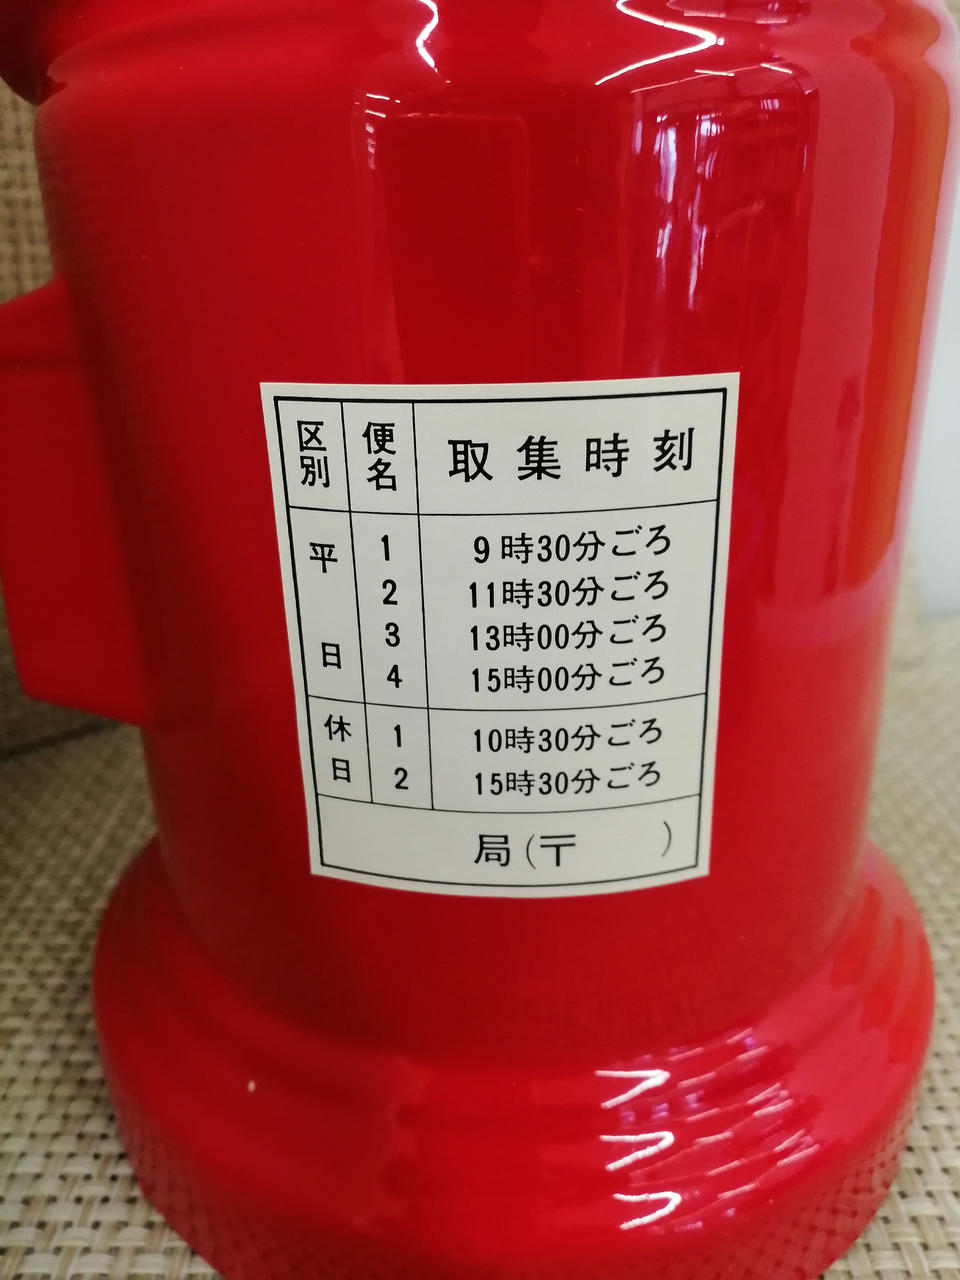 区別 便名 取集時刻
平日 1 9時30分ごろ
2 11時30分ごろ
3 13時00分ごろ
4 15時00分ごろ
休日 1 10時30分ごろ
2 15時30分ごろ
局(〒 )